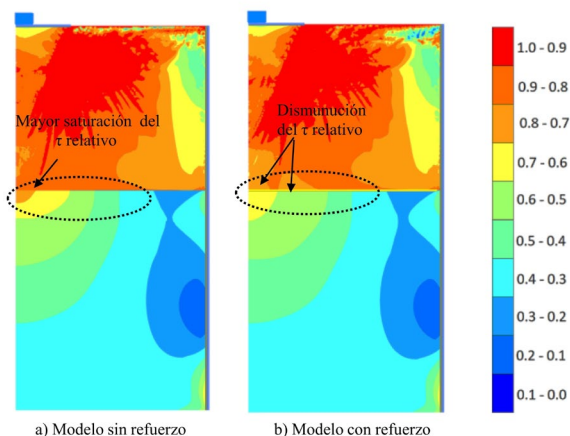 Mayor saturación del
τ relativo
Dismunución
del τ relativo
1.0 - 0.9
0.9 - 0.8
0.8 - 0.7
0.7 - 0.6
0.6 - 0.5
0.5 - 0.4
0.4 - 0.3
0.3 - 0.2
0.2 - 0.1
0.1 - 0.0
a) Modelo sin refuerzo
b) Modelo con refuerzo